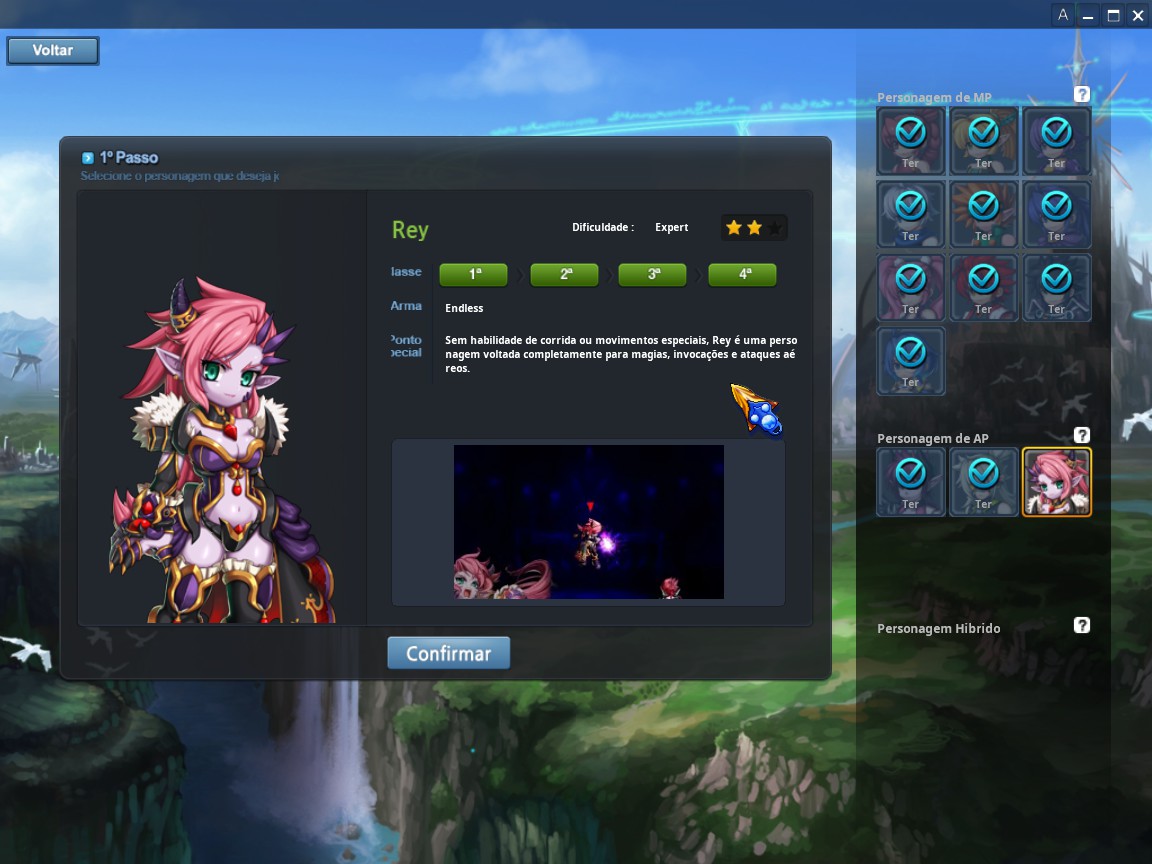 A
Voltar
1º Passo
Selecione o personagem que deseja jo
Rey
Dificuldade :
Expert
lasse
1ª
2ª
3ª
4ª
Arma
Endless
Ponto
pecial
Sem habilidade de corrida ou movimentos especiais, Rey é uma perso
nagem voltada completamente para magias, invocações e ataques aé
reos.
Confirmar
Personagem de MP
?
Ter
Ter
Ter
Ter
Ter
Ter
Ter
Ter
Ter
Ter
Personagem de AP
?
Ter
Ter
Personagem Hibrido
?